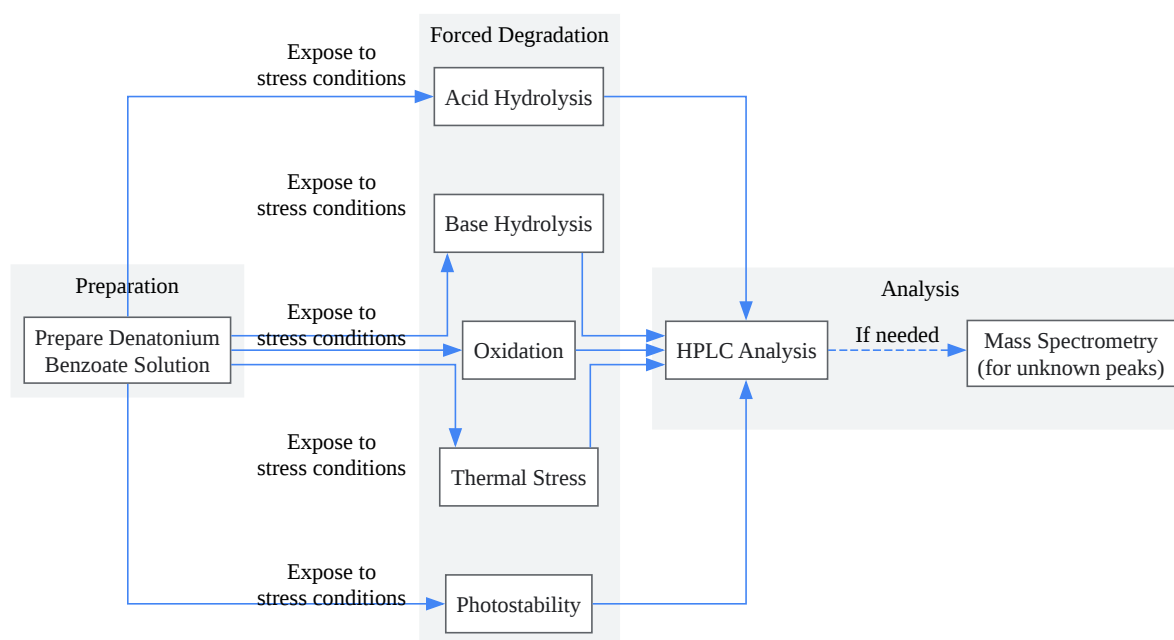 Forced Degradation
Expose to
stress conditions
Acid Hydrolysis
Expose to
stress conditions
Base Hydrolysis
Preparation
Prepare Denatonium
Benzoate Solution
Expose to
stress conditions
Oxidation
Analysis
HPLC Analysis
If needed
Mass Spectrometry
(for unknown peaks)
Expose to
stress conditions
Thermal Stress
Expose to
stress conditions
Photostability